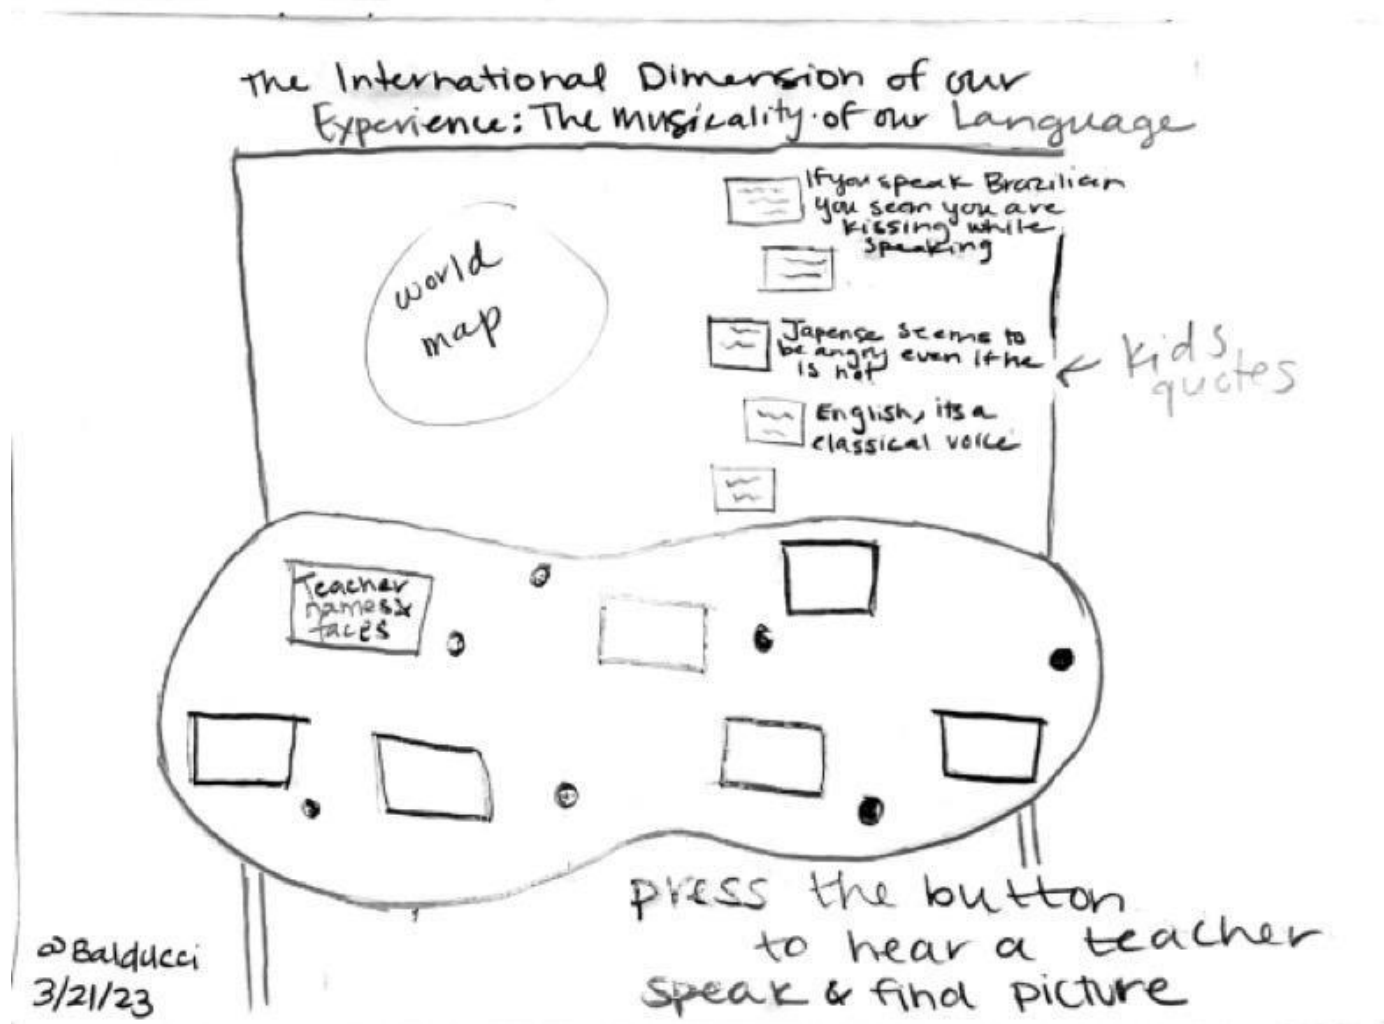 The International Dimension of our
Experience: The Musicality of our Language
If you speak Brazilian
you seem you are
kissing while
speaking
world
map
Japense seems to
be angry even if he
is not
kids
quotes
English, its a
classical voice
Teacher
names &
faces
press the button
to hear a teacher
speak & find picture
@Balducci
3/21/23